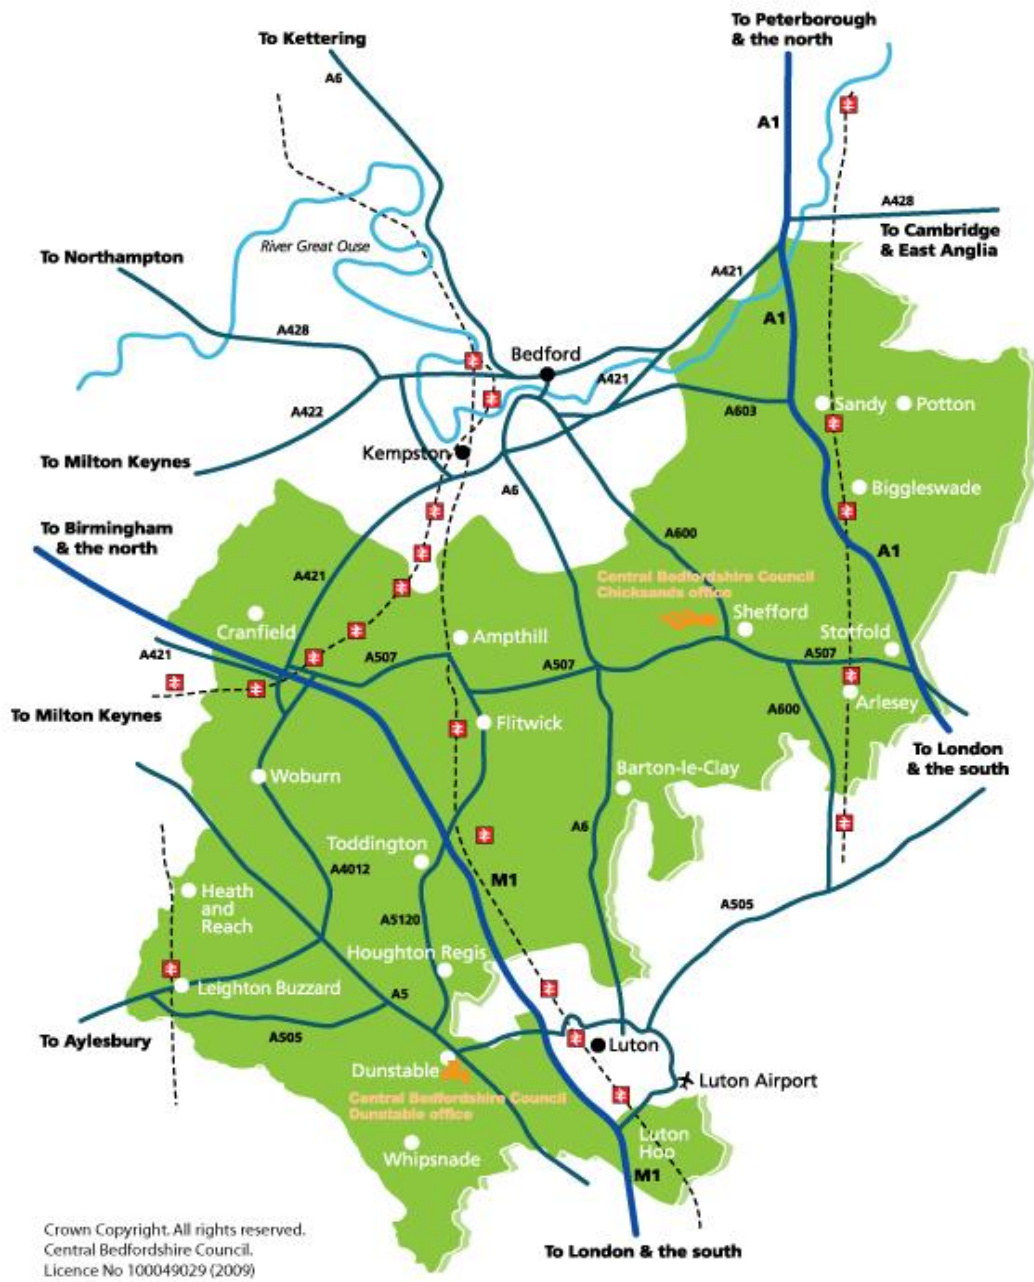 To Peterborough
& the north
To Kettering
A6
A1
A428
To Cambridge
& East Anglia
River Great Ouse
To Northampton
A421
A1
A428
Bedford
A421
A422
A603
Sandy
Potton
Kempston
To Milton Keynes
A6
Biggleswade
To Birmingham
& the north
A600
A1
A421
Central Bedfordshire Council
Chicksands office
Shefford
Cranfield
Ampthill
Stotfold
A421
A507
A507
A507
To Milton Keynes
A600
Arlesey
Flitwick
To London
& the south
Woburn
Barton-le-Clay
A6
Toddington
A4012
M1
Heath
and
Reach
A5120
A505
Houghton Regis
Leighton Buzzard
A5
To Aylesbury
A505
Luton
Dunstable
Luton Airport
Central Bedfordshire Council
Dunstable office
Luton
Hoo
Whipsnade
M1
Crown Copyright. All rights reserved.
Central Bedfordshire Council.
Licence No 100049029 (2009)
To London & the south